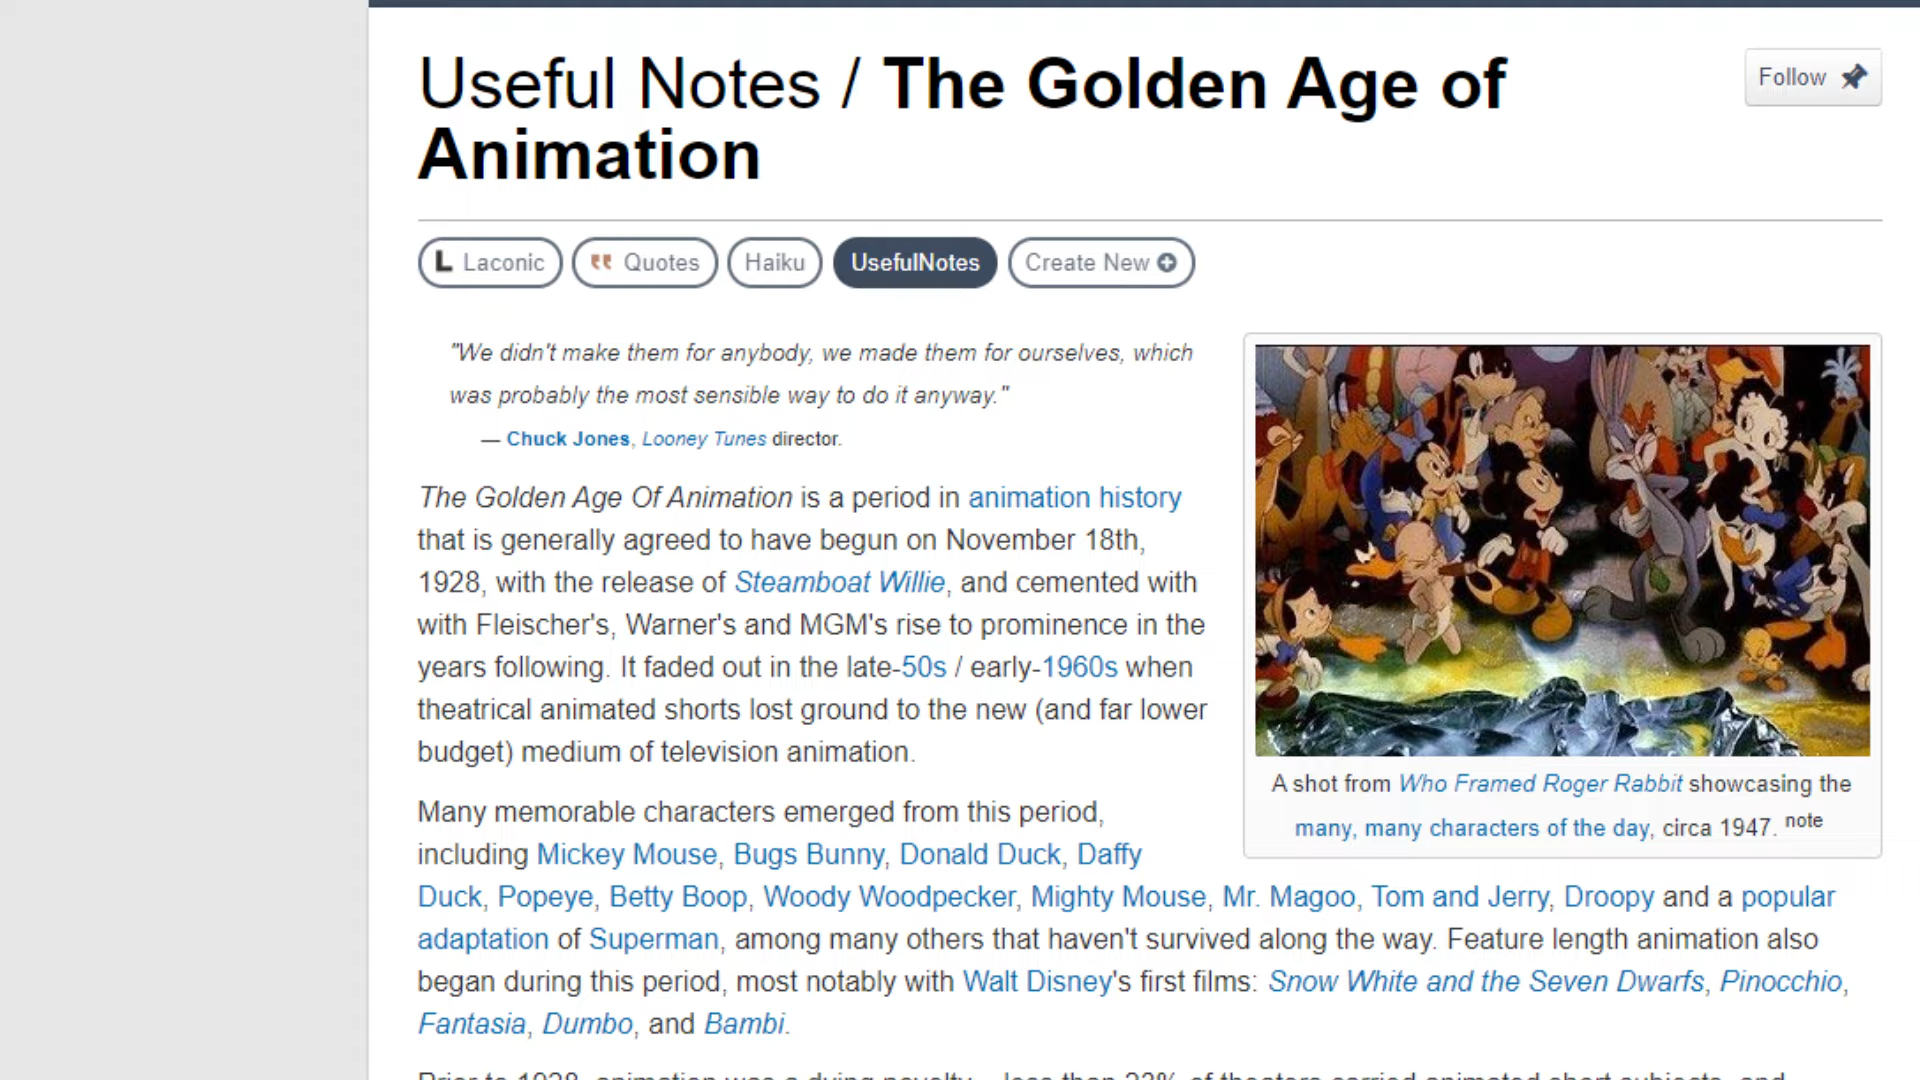 Useful Notes / The Golden Age of
Animation
Follow
Laconic
Quotes
Haiku
UsefulNotes
Create New
"We didn't make them for anybody, we made them for ourselves, which
was probably the most sensible way to do it anyway."
— Chuck Jones, Looney Tunes director.
The Golden Age Of Animation is a period in animation history
that is generally agreed to have begun on November 18th,
1928, with the release of Steamboat Willie, and cemented with
with Fleischer's, Warner's and MGM's rise to prominence in the
years following. It faded out in the late-50s / early-1960s when
theatrical animated shorts lost ground to the new (and far lower
budget) medium of television animation.
A shot from Who Framed Roger Rabbit showcasing the
many, many characters of the day, circa 1947. note
Many memorable characters emerged from this period,
including Mickey Mouse, Bugs Bunny, Donald Duck, Daffy
Duck, Popeye, Betty Boop, Woody Woodpecker, Mighty Mouse, Mr. Magoo, Tom and Jerry, Droopy and a popular
adaptation of Superman, among many others that haven't survived along the way. Feature length animation also
began during this period, most notably with Walt Disney's first films: Snow White and the Seven Dwarfs, Pinocchio,
Fantasia, Dumbo, and Bambi.
Prior to 1928, animation was a dying novelty